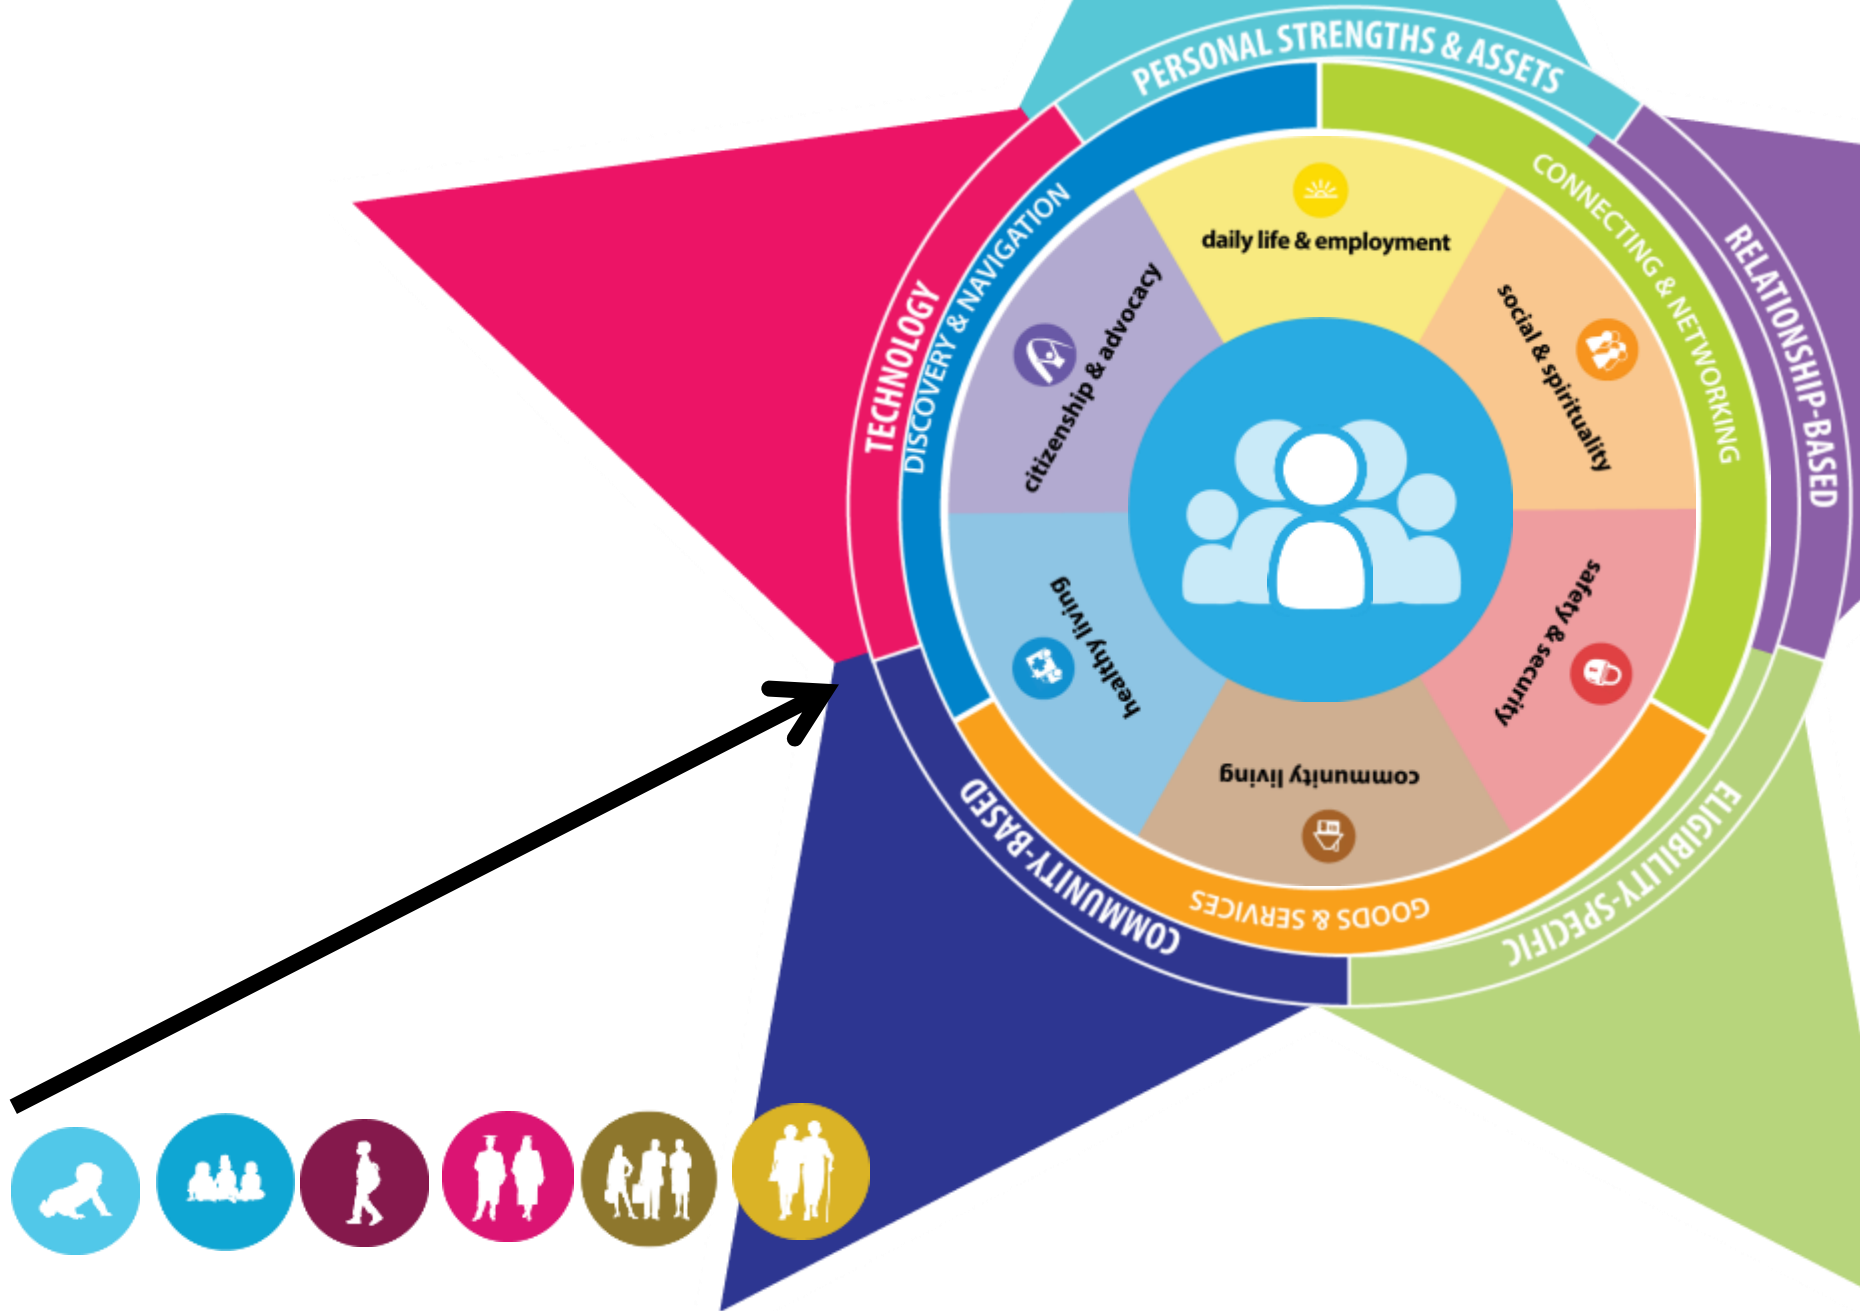 PERSONAL STRENGTHS & ASSETS
TECHNOLOGY
RELATIONSHIP-BASED
COMMUNITY-BASED
ELIGIBILITY-SPECIFIC
DISCOVERY & NAVIGATION
CONNECTING & NETWORKING
GOODS & SERVICES
daily life & employment
citizenship & advocacy
social & spirituality
healthy living
safety & security
community living